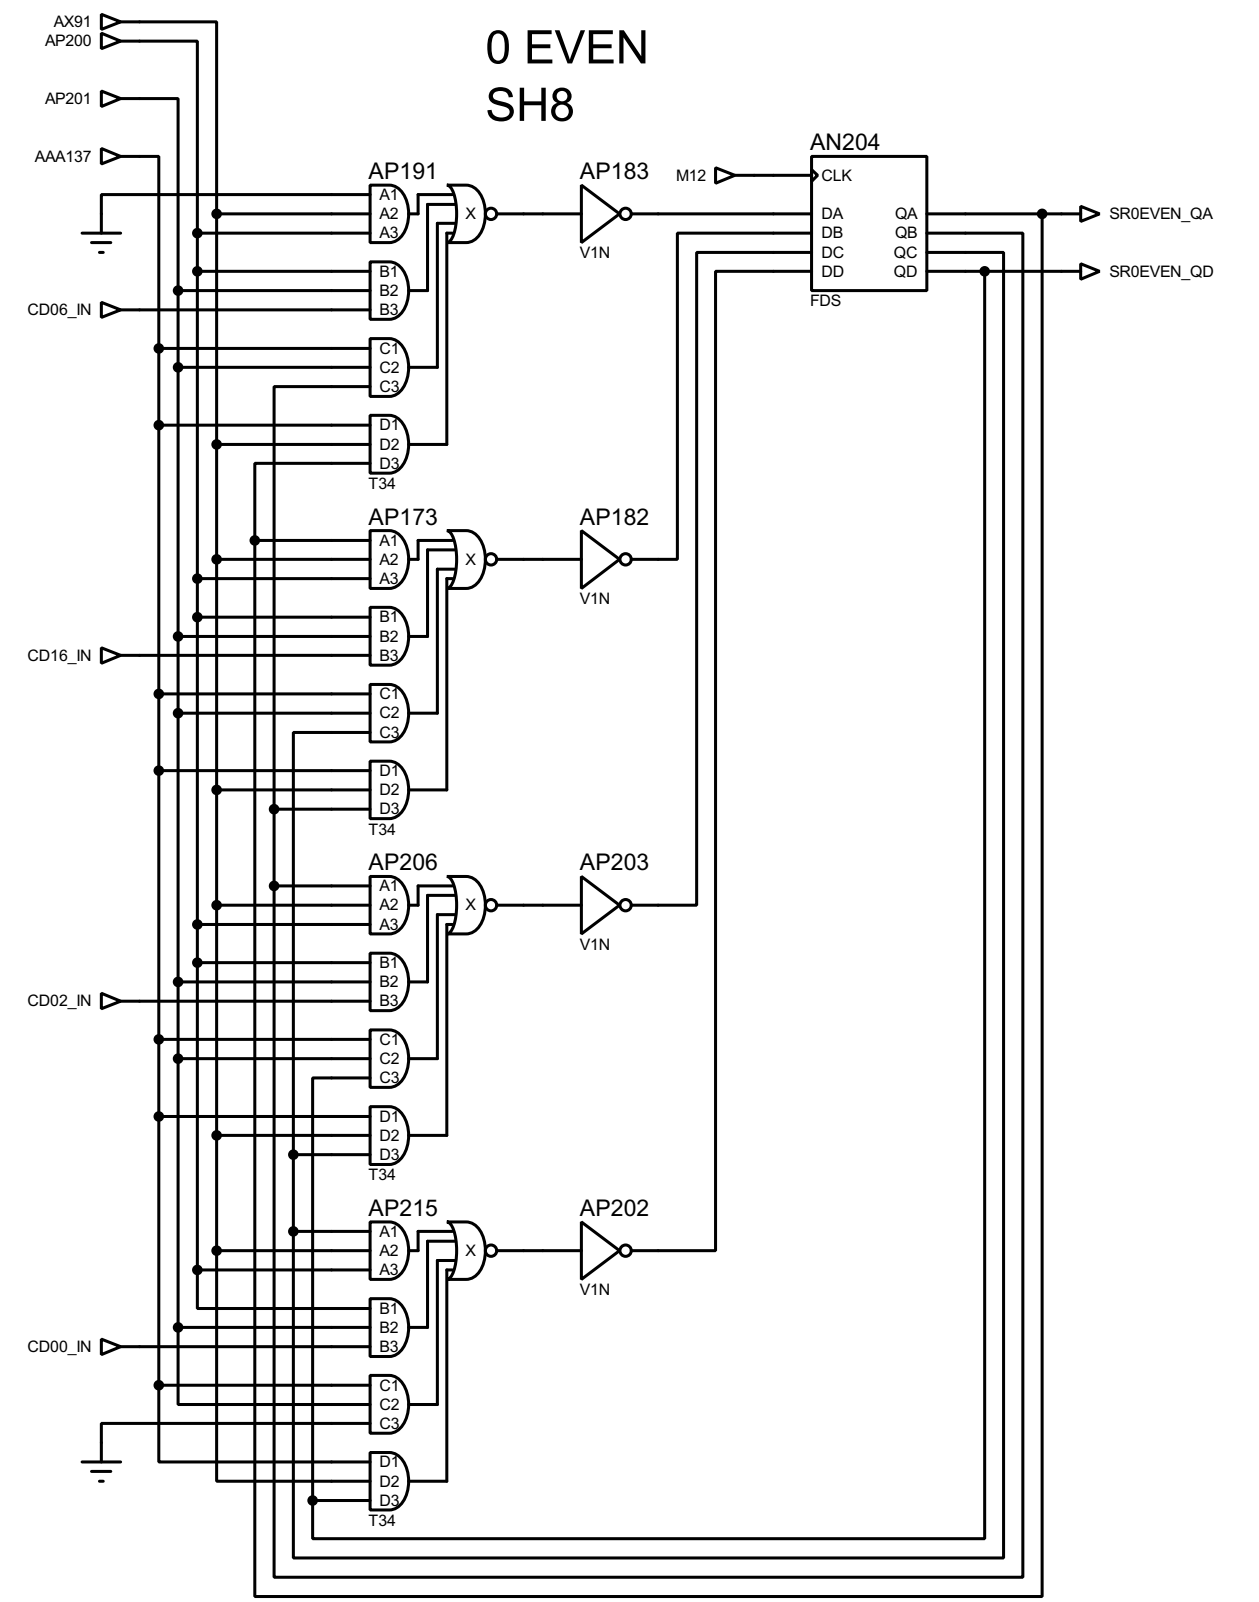 AX91
AP200
0 EVEN
SH8
AP201
AAA137
AP191
A1
A2
A3
B1
B2
B3
C1
C2
C3
D1
D2
D3
T34
X
AP183
V1N
M12
AN204
CLK
DA QA
DB QB
DC QC
DD QD
FDS
SR0EVEN_QA
SR0EVEN_QD
CD06_IN
AP173
A1
A2
A3
B1
B2
B3
C1
C2
C3
D1
D2
D3
T34
X
AP182
V1N
CD16_IN
AP206
A1
A2
A3
B1
B2
B3
C1
C2
C3
D1
D2
D3
T34
X
AP203
V1N
CD02_IN
AP215
A1
A2
A3
B1
B2
B3
C1
C2
C3
D1
D2
D3
T34
X
AP202
V1N
CD00_IN